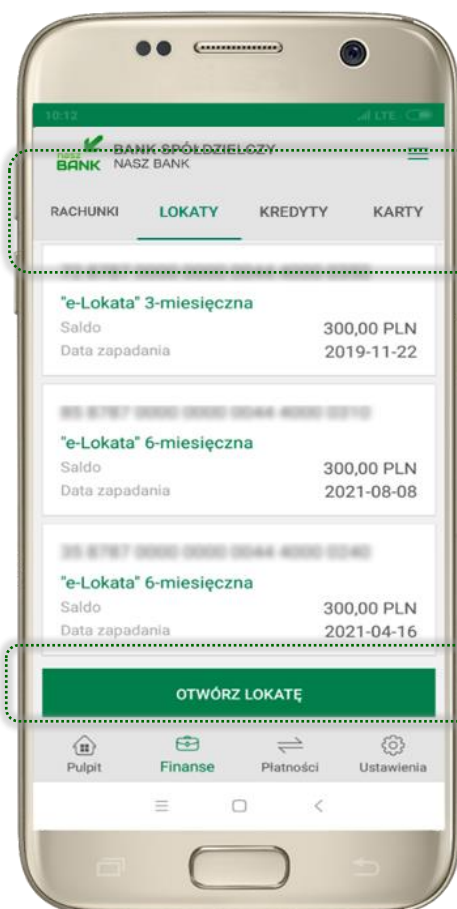 10:12 LTE
nasz BANK BANK SPÓŁDZIELCZY
NASZ BANK
RACHUNKI LOKATY KREDYTY KARTY
"e-Lokata" 3-miesięczna
Saldo 300,00 PLN
Data zapadania 2019-11-22
"e-Lokata" 6-miesięczna
Saldo 300,00 PLN
Data zapadania 2021-08-08
"e-Lokata" 6-miesięczna
Saldo 300,00 PLN
Data zapadania 2021-04-16
OTWÓRZ LOKATĘ
Pulpit Finanse Płatności Ustawienia